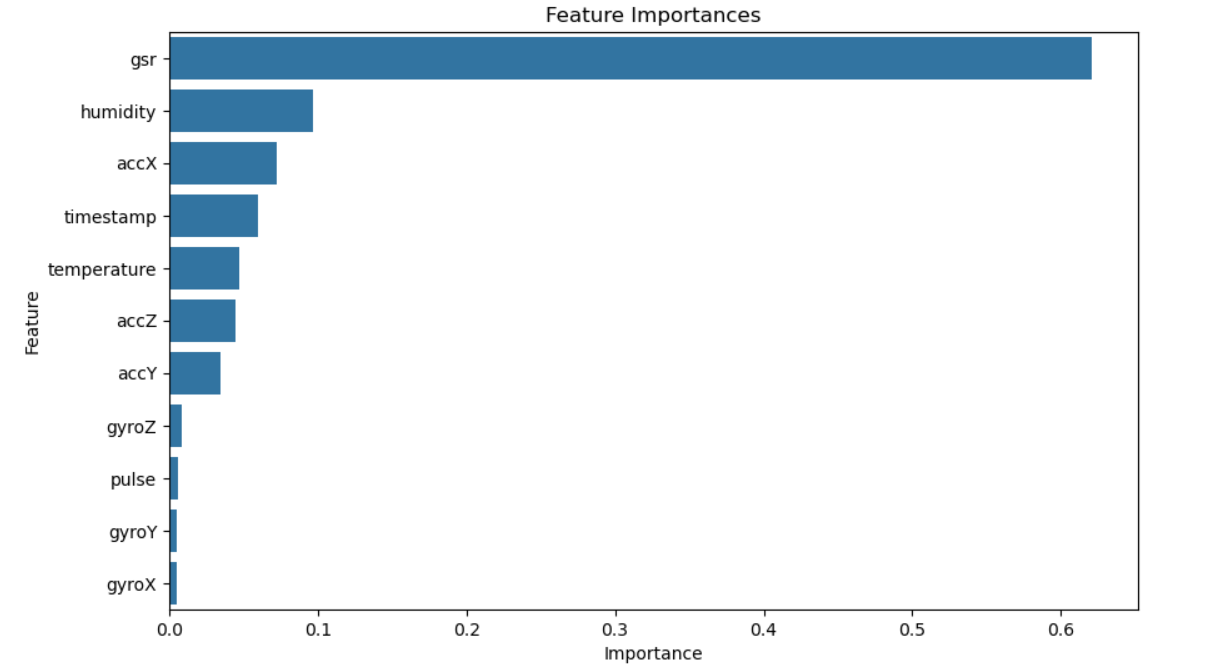 Feature Importances
gsr
humidity
accX
timestamp
temperature
accZ
accY
gyroZ
pulse
gyroY
gyroX
Feature
0.0 0.1 0.2 0.3 0.4 0.5 0.6
Importance